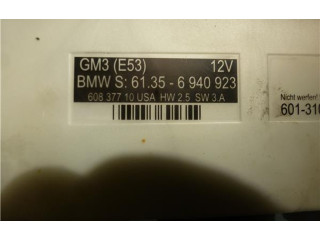 GM3 (E53) 12V
BMW S: 61.35 - 6 940 923
608 377 10 USA HW 2.5 SW 3.A
Nicht werfen!
601-310